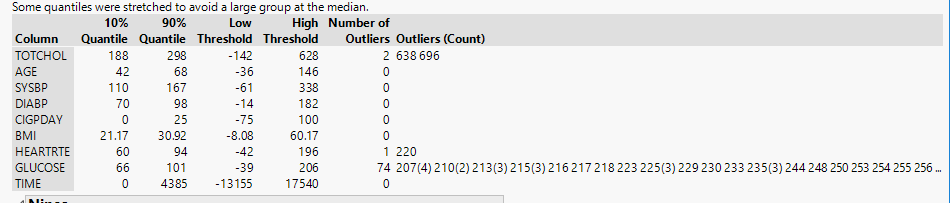 Some quantiles were stretched to avoid a large group at the median.
10% 90% Low High Number of
Column Quantile Quantile Threshold Threshold Outliers Outliers (Count)
TOTCHOL 188 298 -142 628 2 638 696
AGE 42 68 -36 146 0
SYSBP 110 167 -61 338 0
DIABP 70 98 -14 182 0
CIGPDAY 0 25 -75 100 0
BMI 21.17 30.92 -8.08 60.17 0
HEARTRTE 60 94 -42 196 1 220
GLUCOSE 66 101 -39 206 74 207(4) 210(2) 213(3) 215(3) 216 217 218 223 225(3) 229 230 233 235(3) 244 248 250 253 254 255 256 ...
TIME 0 4385 -13155 17540 0